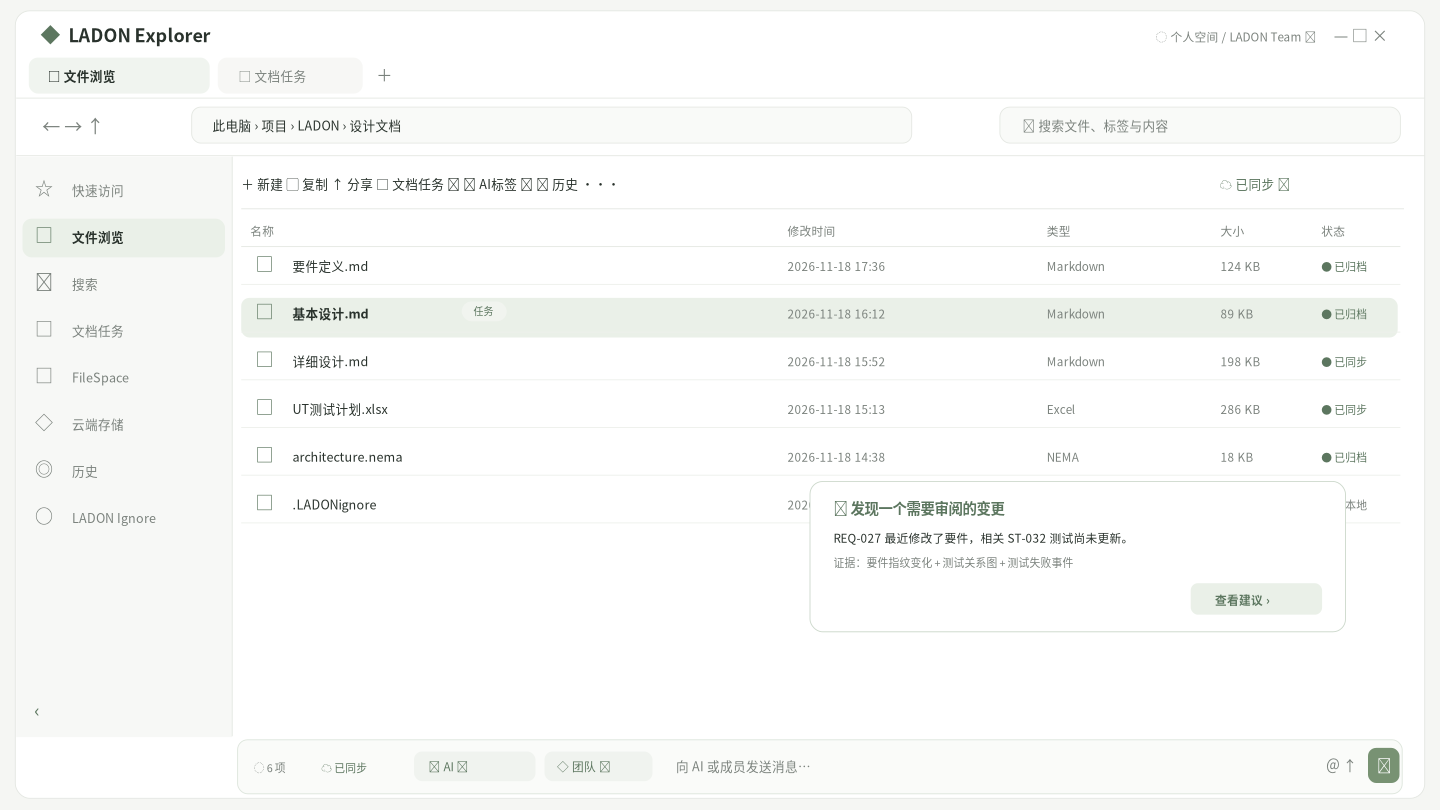 LADON Explorer
个人空间 / LADON Team
文件浏览
文档任务
此电脑 › 项目 › LADON › 设计文档
搜索文件、标签与内容
快速访问
文件浏览
搜索
文档任务
FileSpace
云端存储
历史
LADON Ignore
‹
+ 新建 复制 ↑ 分享 文档任务 AI标签 历史 ···
已同步
名称 修改时间 类型 大小 状态
要件定义.md 2026-11-18 17:36 Markdown 124 KB 已归档
基本设计.md 任务 2026-11-18 16:12 Markdown 89 KB 已归档
详细设计.md 2026-11-18 15:52 Markdown 198 KB 已同步
UT测试计划.xlsx 2026-11-18 15:13 Excel 286 KB 已同步
architecture.nema 2026-11-18 14:38 NEMA 18 KB 已归档
.LADONignore 202 本地
发现一个需要审阅的变更
REQ-027 最近修改了要件，相关 ST-032 测试尚未更新。
证据：要件指纹变化 + 测试关系图 + 测试失败事件
查看建议 ›
6 项 已同步 AI 团队 向 AI 或成员发送消息… @ ↑